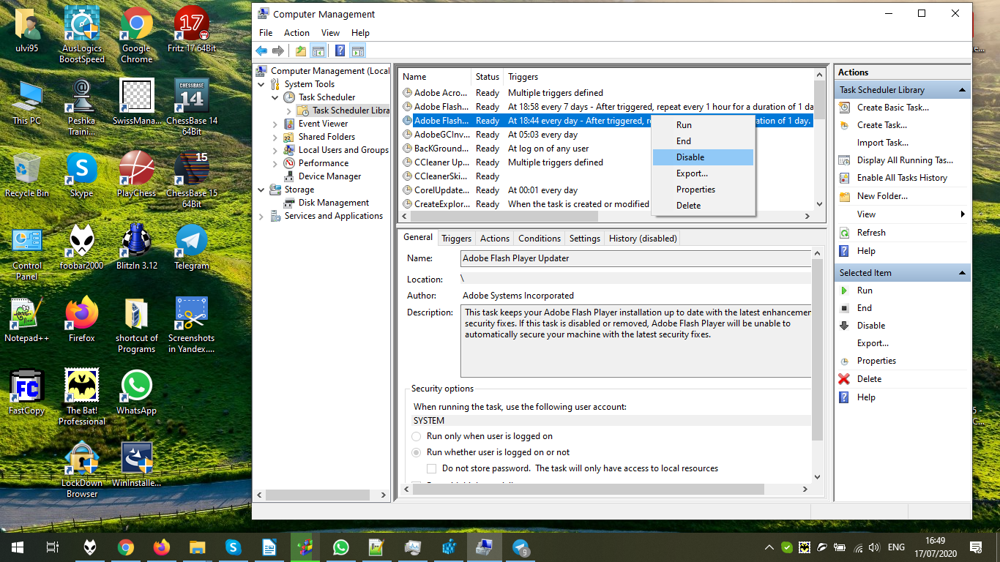 ulvi95
AusLogics
BoostSpeed
Google
Chrome
17
Fritz 17 64Bit
This PC
Peshka
Traini...
SwissMana...
CHESSBASE
14
ChessBase 14
64Bit
Recycle Bin
Skype
PlayChess
15
ChessBase 15
64Bit
Control
Panel
foobar2000
BlitzIn 3.12
Telegram
Notepad++
Firefox
shortcut of
Programs
Screenshots
in Yandex....
FC
FastCopy
The Bat!
Professional
WhatsApp
LockDown
Browser
WinInstalle...
Computer Management
File Action View Help
Computer Management (Local
System Tools
Task Scheduler
Task Scheduler Libra
Event Viewer
Shared Folders
Local Users and Groups
Performance
Device Manager
Storage
Disk Management
Services and Applications
Name Status Triggers
Adobe Acro... Ready Multiple triggers defined
Adobe Flash... Ready At 18:58 every 7 days - After triggered, repeat every 1 hour for a duration of 1 da
Adobe Flash... Ready At 18:44 every day - After triggered, re ration of 1 day.
AdobeGCInv... Ready At 05:03 every day
BacKGround... Ready At log on of any user
CCleaner Up... Ready Multiple triggers defined
CCleanerSki... Ready
CorelUpdate... Ready At 00:01 every day
CreateExplor... Ready When the task is created or modified
Run
End
Disable
Export...
Properties
Delete
General Triggers Actions Conditions Settings History (disabled)
Name: Adobe Flash Player Updater
Location: \
Author: Adobe Systems Incorporated
Description: This task keeps your Adobe Flash Player installation up to date with the latest enhancemer
security fixes. If this task is disabled or removed, Adobe Flash Player will be unable to
automatically secure your machine with the latest security fixes.
Security options
When running the task, use the following user account:
SYSTEM
Run only when user is logged on
Run whether user is logged on or not
Do not store password. The task will only have access to local resources
Actions
Task Scheduler Library
Create Basic Task...
Create Task...
Import Task...
Display All Running Tas...
Enable All Tasks History
New Folder...
View
Refresh
Help
Selected Item
Run
End
Disable
Export...
Properties
Delete
Help
9
ENG
16:49
17/07/2020